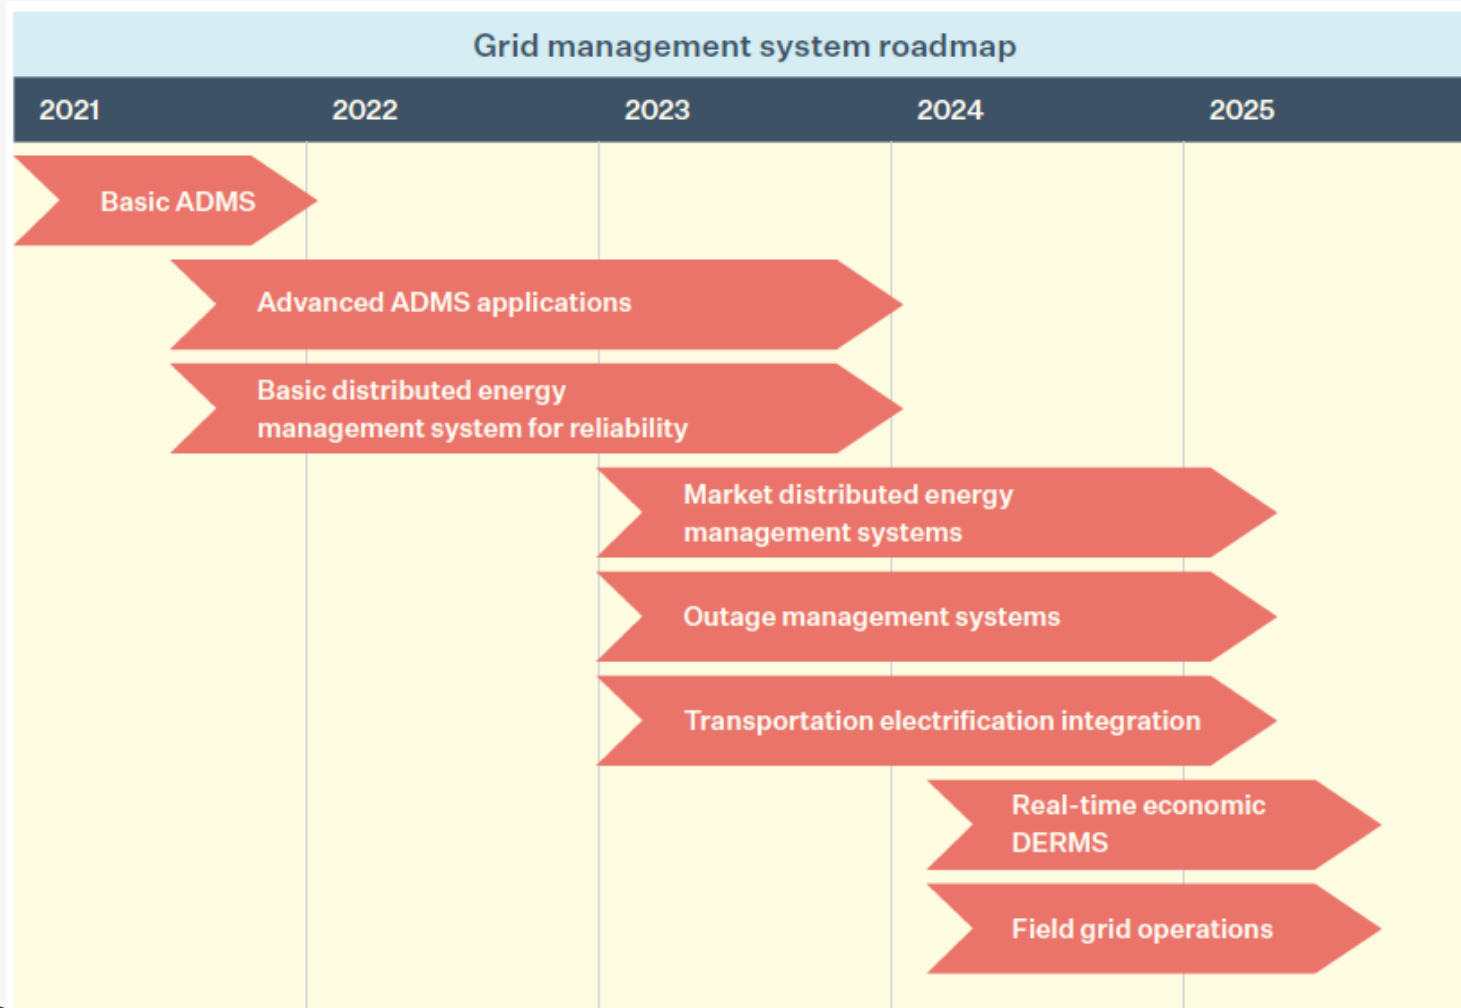 Grid management system roadmap
2021 2022 2023 2024 2025
Basic ADMS
Advanced ADMS applications
Basic distributed energy
management system for reliability
Market distributed energy
management systems
Outage management systems
Transportation electrification integration
Real-time economic
DERMS
Field grid operations